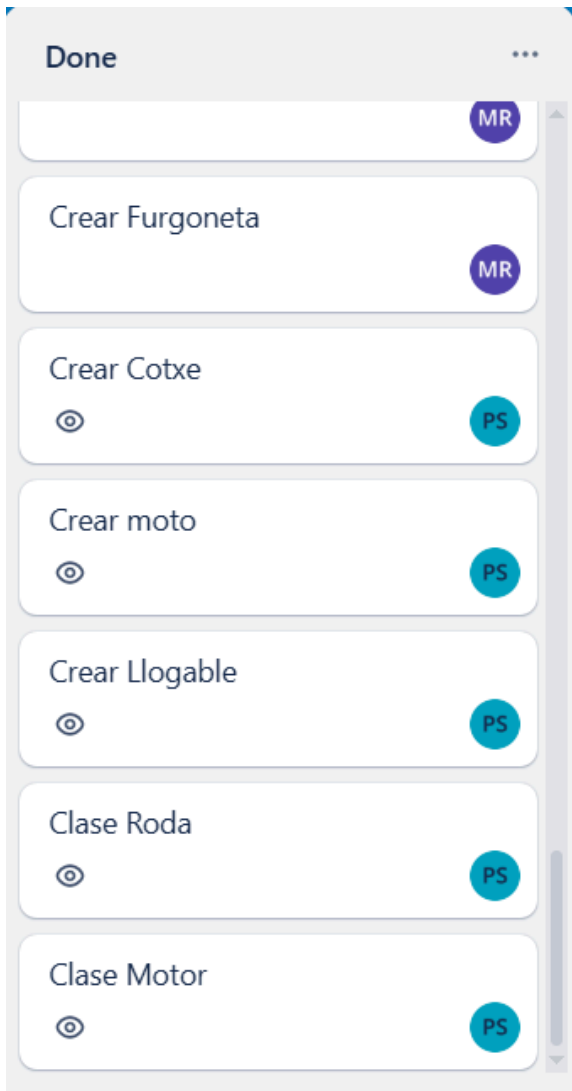 Done
MR
Crear Furgoneta
MR
Crear Cotxe
PS
Crear moto
PS
Crear Llogable
PS
Clase Roda
PS
Clase Motor
PS